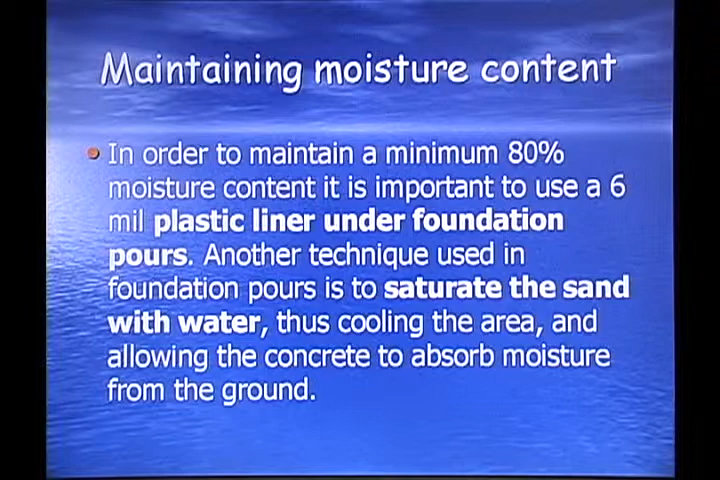 Maintaining moisture content
In order to maintain a minimum 80%
moisture content it is important to use a 6
mil plastic liner under foundation
pours. Another technique used in
foundation pours is to saturate the sand
with water, thus cooling the area, and
allowing the concrete to absorb moisture
from the ground.